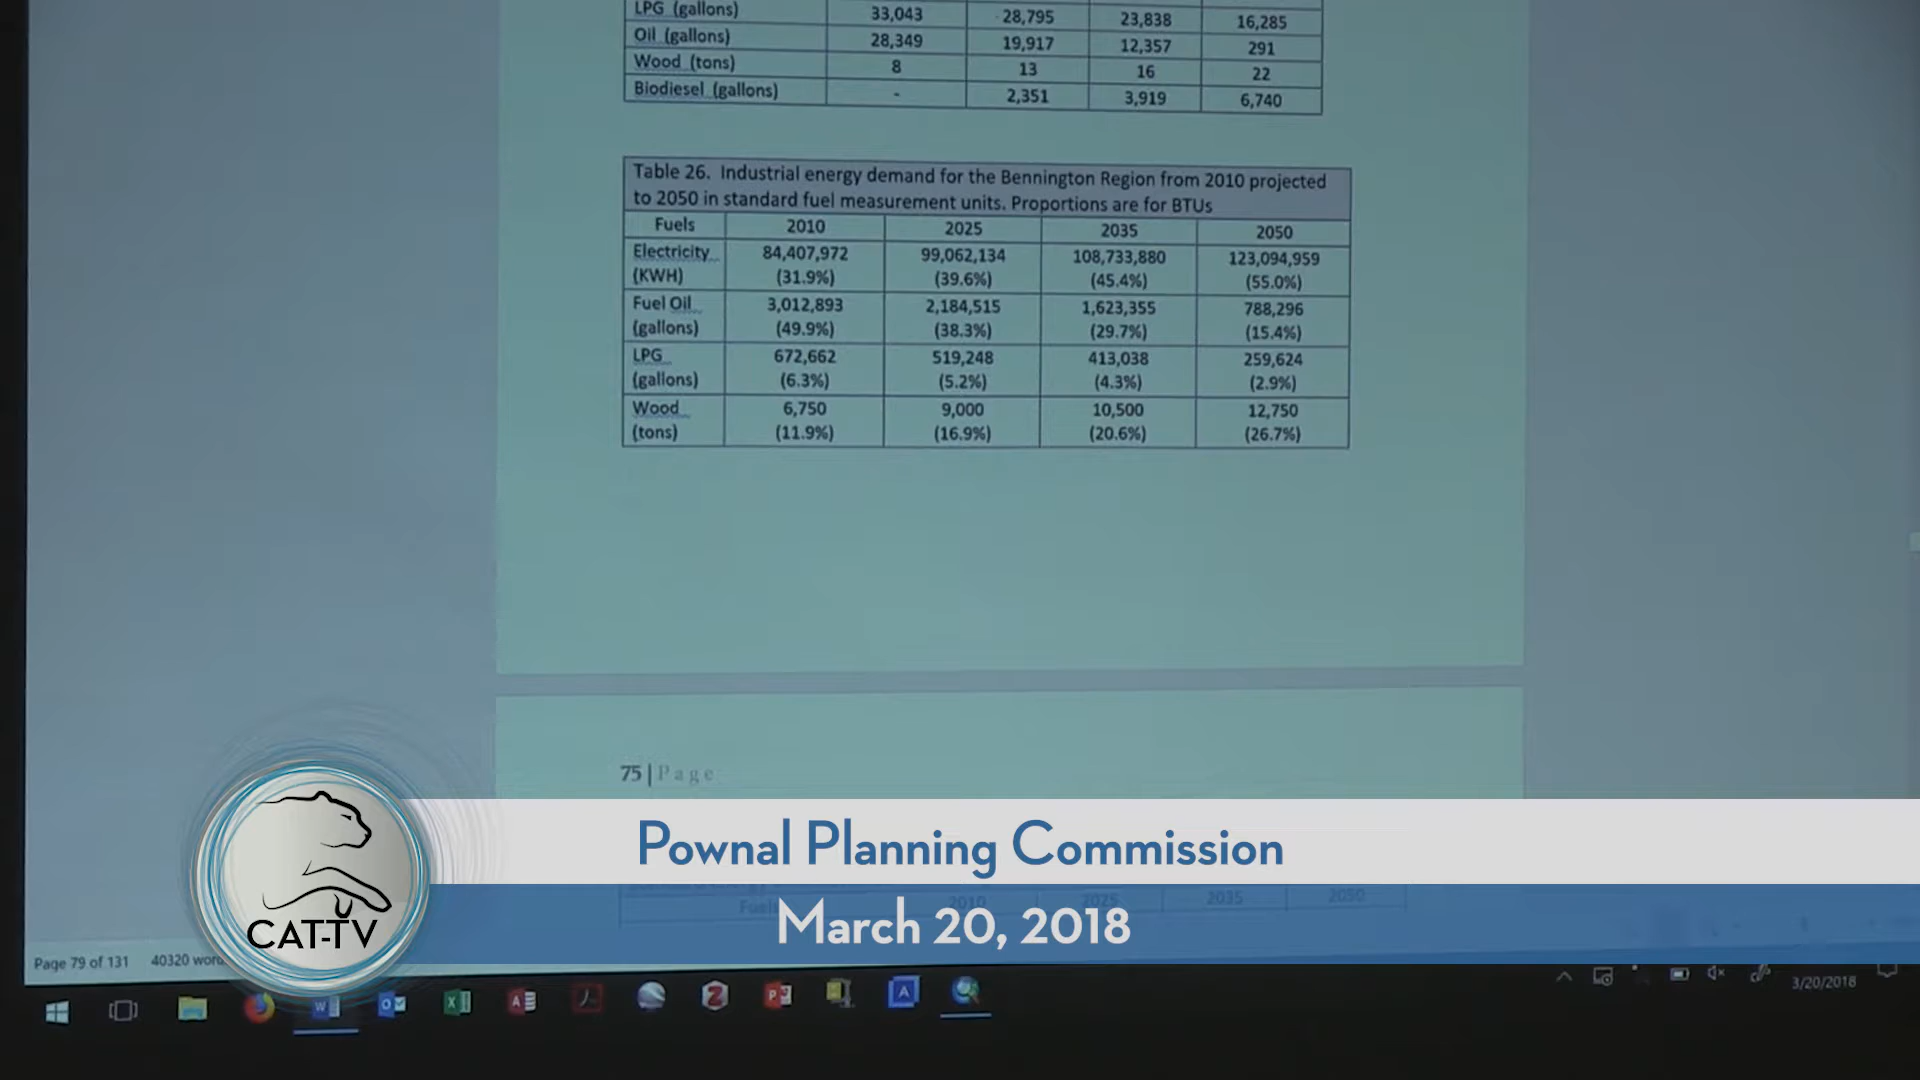 LPG (gallons) 33,043 28,795 23,838 16,285
Oil (gallons) 28,349 19,917 12,357 291
Wood (tons) 8 13 16 22
Biodiesel (gallons) - 2,351 3,919 6,740
Table 26. Industrial energy demand for the Bennington Region from 2010 projected
to 2050 in standard fuel measurement units. Proportions are for BTUs
Fuels 2010 2025 2035 2050
Electricity 84,407,972 99,062,134 108,733,880 123,094,959
(KWH) (31.9%) (39.6%) (45.4%) (55.0%)
Fuel Oil 3,012,893 2,184,515 1,623,355 788,296
(gallons) (49.9%) (38.3%) (29.7%) (15.4%)
LPG 672,662 519,248 413,038 259,624
(gallons) (6.3%) (5.2%) (4.3%) (2.9%)
Wood 6,750 9,000 10,500 12,750
(tons) (11.9%) (16.9%) (20.6%) (26.7%)
75 | Page
Pownal Planning Commission
2010 2025 2035 2050
March 20, 2018
CAT-TV
Page 79 of 131 40320
3/20/2018